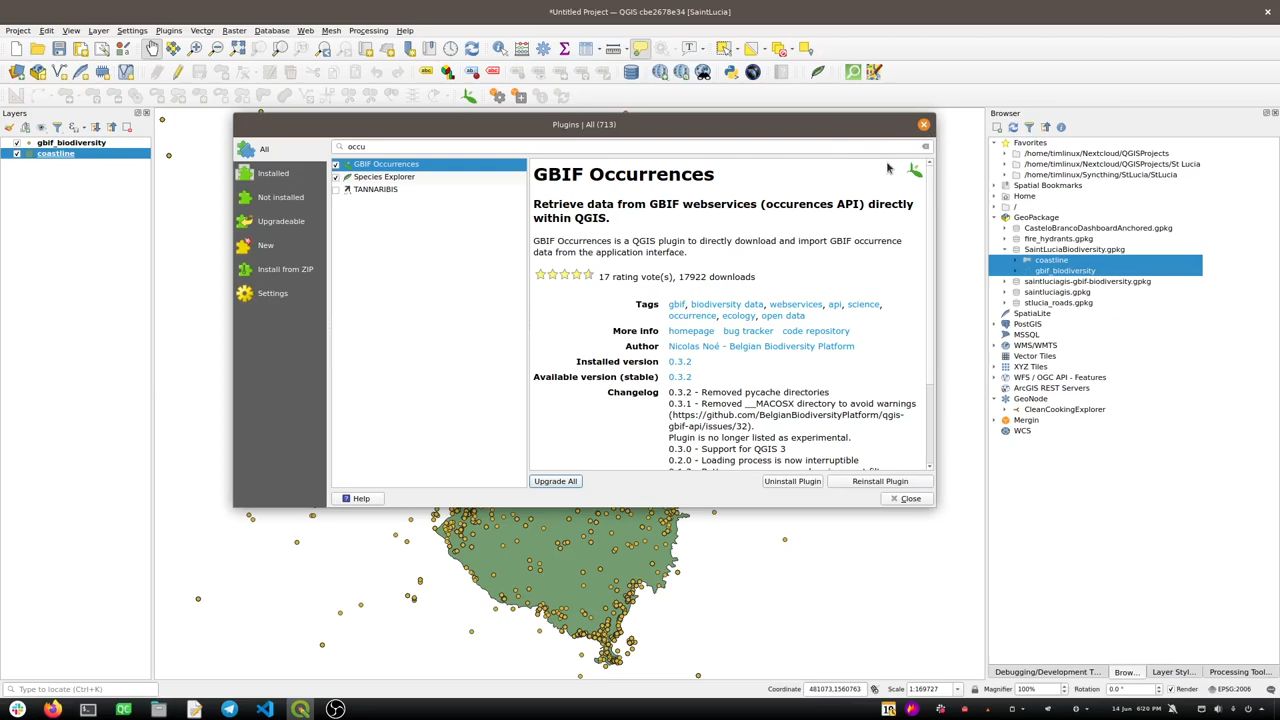 *Untitled Project — QGIS cbe2678e34 [SaintLucia]
Project Edit View Layer Settings Plugins Vector Raster Database Web Mesh Processing Help
Layers
gbif_biodiversity
coastline
Plugins | All (713)
All
Installed
Not installed
Upgradeable
New
Install from ZIP
Settings
occu
GBIF Occurrences
Species Explorer
TANNARIBIS
GBIF Occurrences
Retrieve data from GBIF webservices (occurences API) directly
within QGIS.
GBIF Occurrences is a QGIS plugin to directly download and import GBIF occurrence
data from the application interface.
17 rating vote(s), 17922 downloads
Tags gbif, biodiversity data, webservices, api, science,
occurrence, ecology, open data
More info homepage bug tracker code repository
Author Nicolas Noé - Belgian Biodiversity Platform
Installed version 0.3.2
Available version (stable) 0.3.2
Changelog 0.3.2 - Removed pycache directories
0.3.1 - Removed __MACOSX directory to avoid warnings
(https://github.com/BelgianBiodiversityPlatform/qgis-
gbif-api/issues/32).
Plugin is no longer listed as experimental.
0.3.0 - Support for QGIS 3
0.2.0 - Loading process is now interruptible
Upgrade All
Uninstall Plugin
Reinstall Plugin
Help
Close
Browser
Favorites
/home/timlinux/Nextcloud/QGISProjects
/home/timlinux/Nextcloud/QGISProjects/St Lucia
/home/timlinux/Syncthing/StLucia/StLucia
Spatial Bookmarks
Home
/
GeoPackage
CasteloBrancoDashboardAnchored.gpkg
fire_hydrants.gpkg
SaintLuciaBiodiversity.gpkg
coastline
gbif_biodiversity
saintluciagis-gbif-biodiversity.gpkg
saintluciagis.gpkg
stlucia_roads.gpkg
SpatiaLite
PostGIS
MSSQL
WMS/WMTS
Vector Tiles
XYZ Tiles
WFS / OGC API - Features
ArcGIS REST Servers
GeoNode
CleanCookingExplorer
Mergin
WCS
Debugging/Development T... Brow... Layer Styl... Processing Tool...
Type to locate (Ctrl+K)
Coordinate 481073,1560763 Scale 1:169727 Magnifier 100% Rotation 0.0 ° Render EPSG:2006
14 Jun 6:20 PM